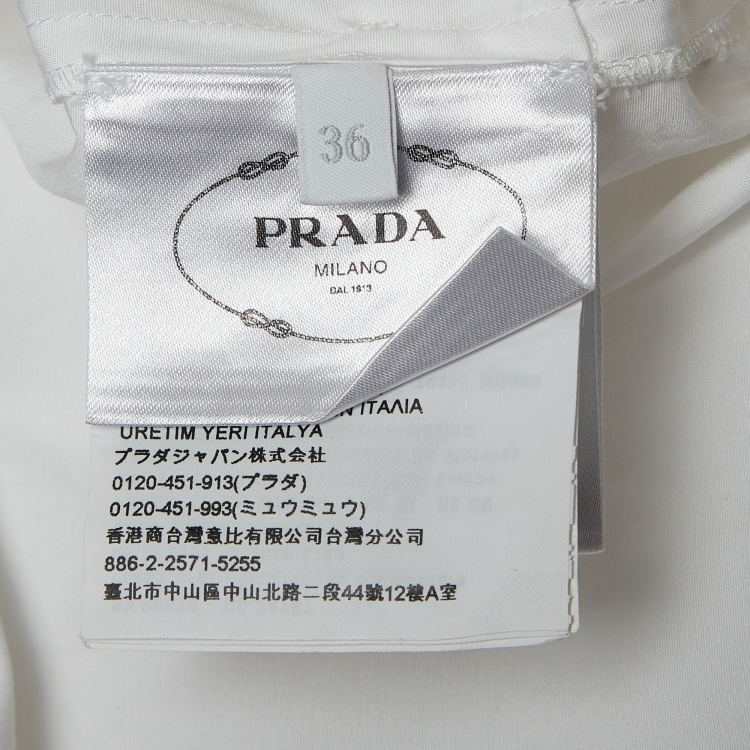 36
PRADA
MILANO
DAL 1913
ΙΤΑΛΙΑ
URETIM YERI ITALYA
プラダジャパン株式会社
0120-451-913(プラダ)
0120-451-993(ミュウミュウ)
香港商台灣意比有限公司台灣分公司
886-2-2571-5255
臺北市中山區中山北路二段44號12樓A室